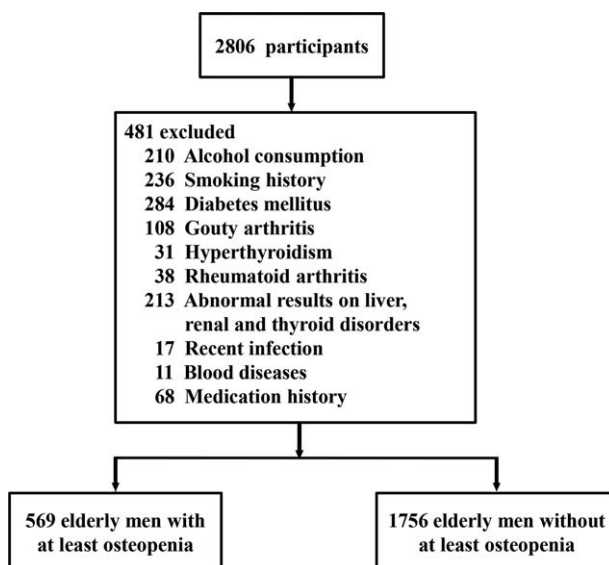 2806 participants
481 excluded
210 Alcohol consumption
236 Smoking history
284 Diabetes mellitus
108 Gouty arthritis
31 Hyperthyroidism
38 Rheumatoid arthritis
213 Abnormal results on liver,
renal and thyroid disorders
17 Recent infection
11 Blood diseases
68 Medication history
569 elderly men with
at least osteopenia
1756 elderly men without
at least osteopenia